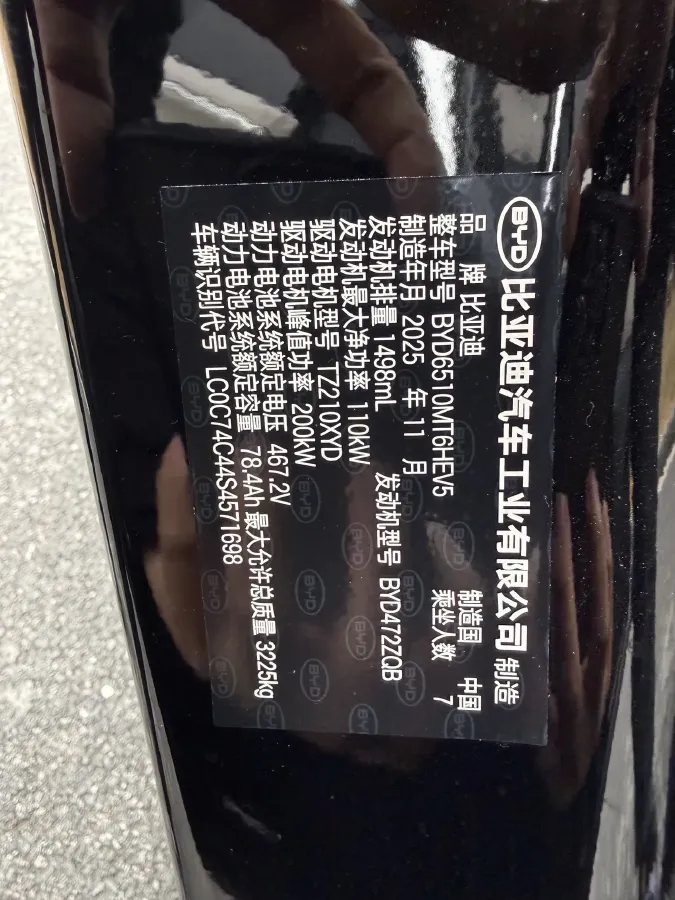 BYD 比亚迪汽车工业有限公司 制造
品 牌 比亚迪 制造国 中国
整车型号 BYD6510MT6HEV5 乘坐人数 7
制造年月 2025 年 11 月
发动机排量 1498mL 发动机型号 BYD472ZQB
发动机最大净功率 110kW
驱动电机型号 TZ210XYD
驱动电机峰值功率 200kW
动力电池系统额定电压 467.2V
动力电池系统额定容量 78.4Ah 最大允许总质量 3225kg
车辆识别代号 LC0C74C44S4571698